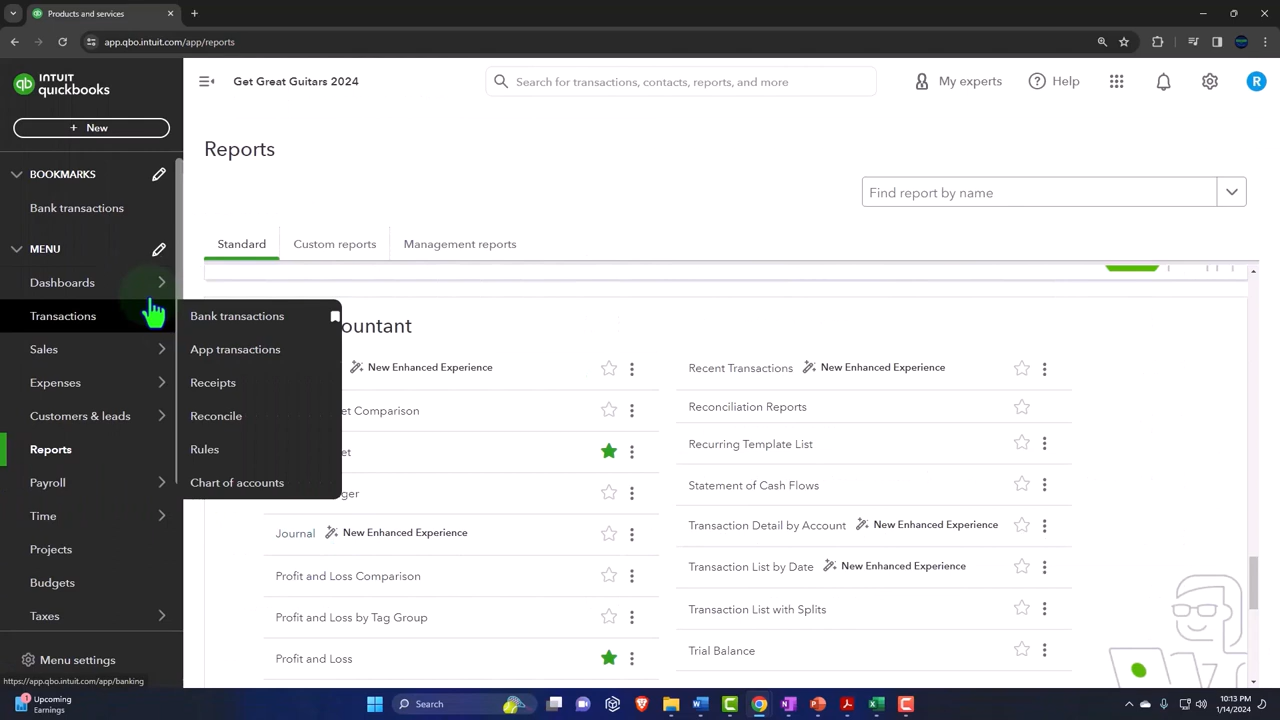 Products and services
app.qbo.intuit.com/app/reports
INTUIT
quickbooks
qb
Get Great Guitars 2024
Search for transactions, contacts, reports, and more
My experts
Help
R
+ New
BOOKMARKS
Bank transactions
MENU
Dashboards
Transactions
Sales
Expenses
Customers & leads
Reports
Payroll
Time
Projects
Budgets
Taxes
Menu settings
https://app.qbo.intuit.com/app/banking
Bank transactions
App transactions
Receipts
Reconcile
Rules
Chart of accounts
Reports
Find report by name
Standard
Custom reports
Management reports
ountant
New Enhanced Experience
et Comparison
et
ger
Journal New Enhanced Experience
Profit and Loss Comparison
Profit and Loss by Tag Group
Profit and Loss
Recent Transactions New Enhanced Experience
Reconciliation Reports
Recurring Template List
Statement of Cash Flows
Transaction Detail by Account New Enhanced Experience
Transaction List by Date New Enhanced Experience
Transaction List with Splits
Trial Balance
1
Upcoming
Earnings
Search
10:13 PM
1/14/2024